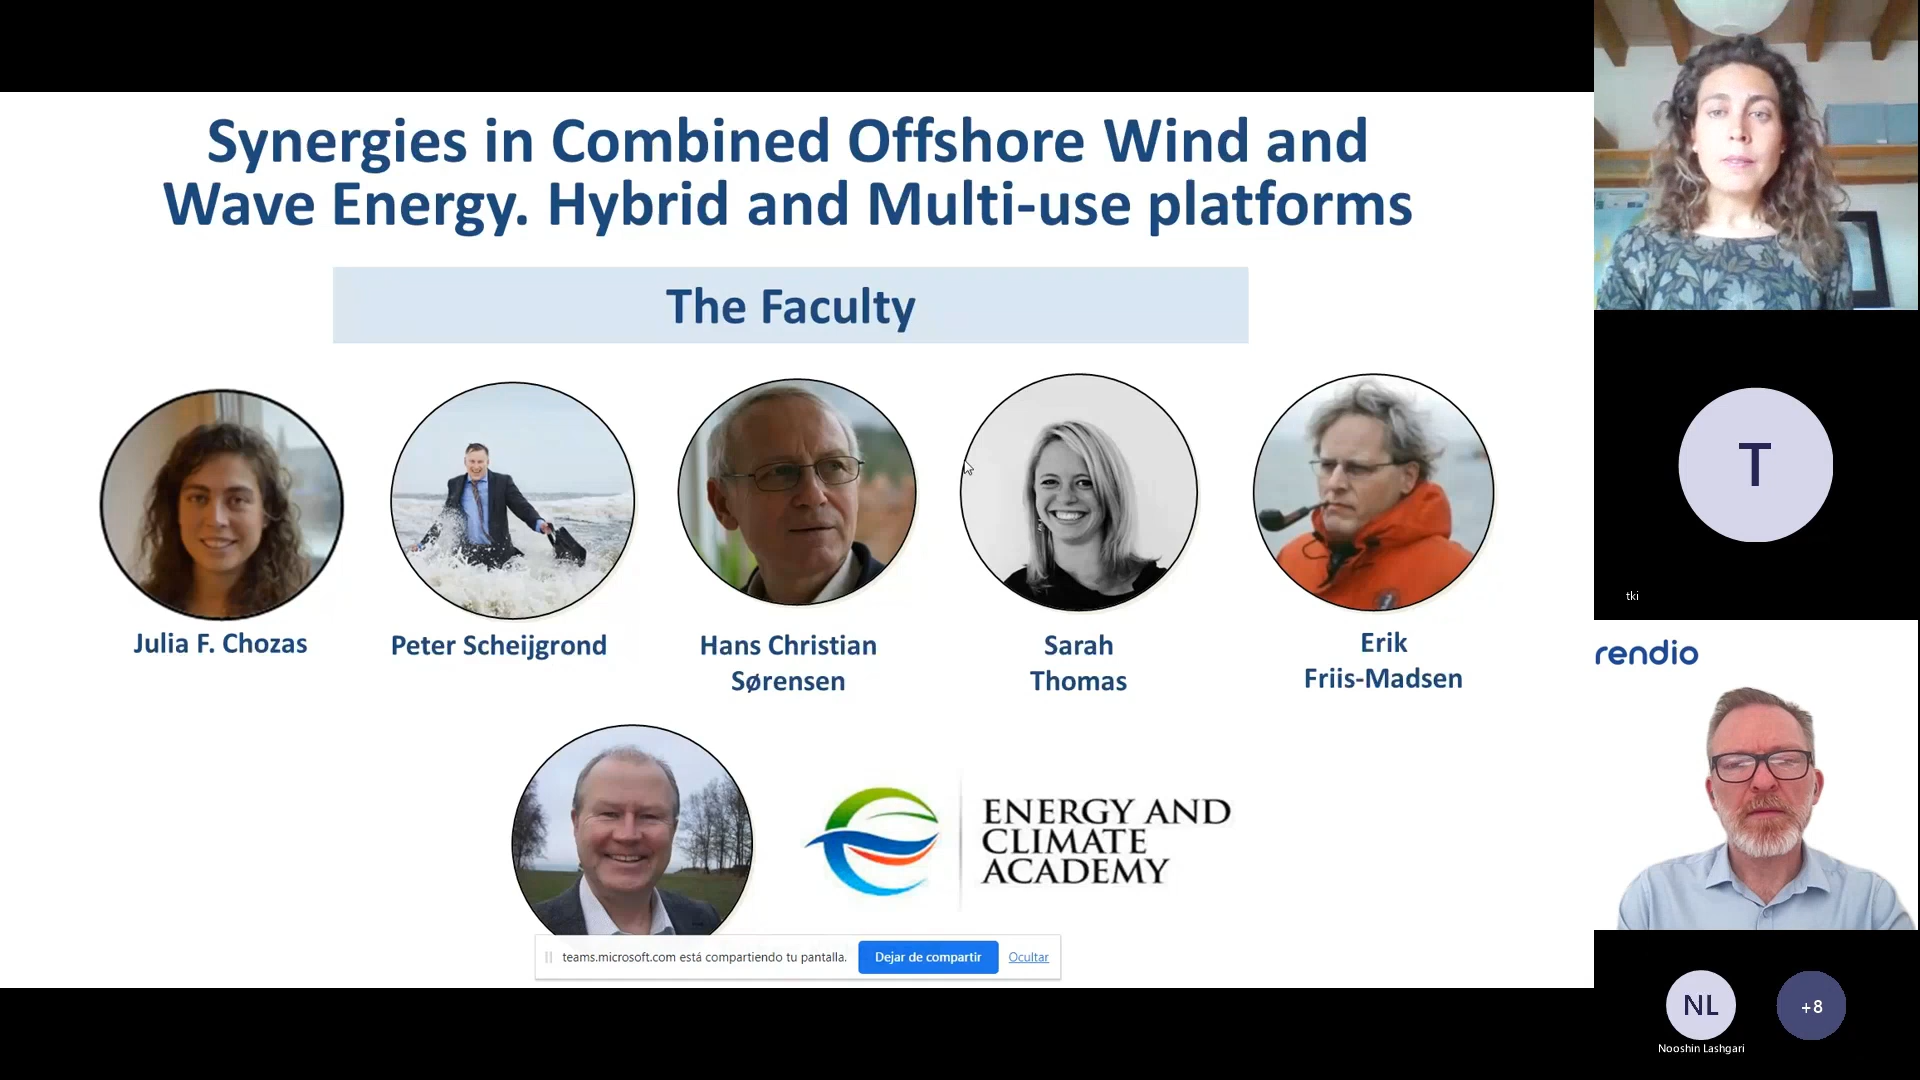 Synergies in Combined Offshore Wind and
Wave Energy. Hybrid and Multi-use platforms
The Faculty
Julia F. Chozas
Peter Scheijgrond
Hans Christian
Sørensen
Sarah
Thomas
Erik
Friis-Madsen
ENERGY AND
CLIMATE
ACADEMY
teams.microsoft.com está compartiendo tu pantalla.
Dejar de compartir
Ocultar
T
tki
rendio
NL
+8
Nooshin Lashgari